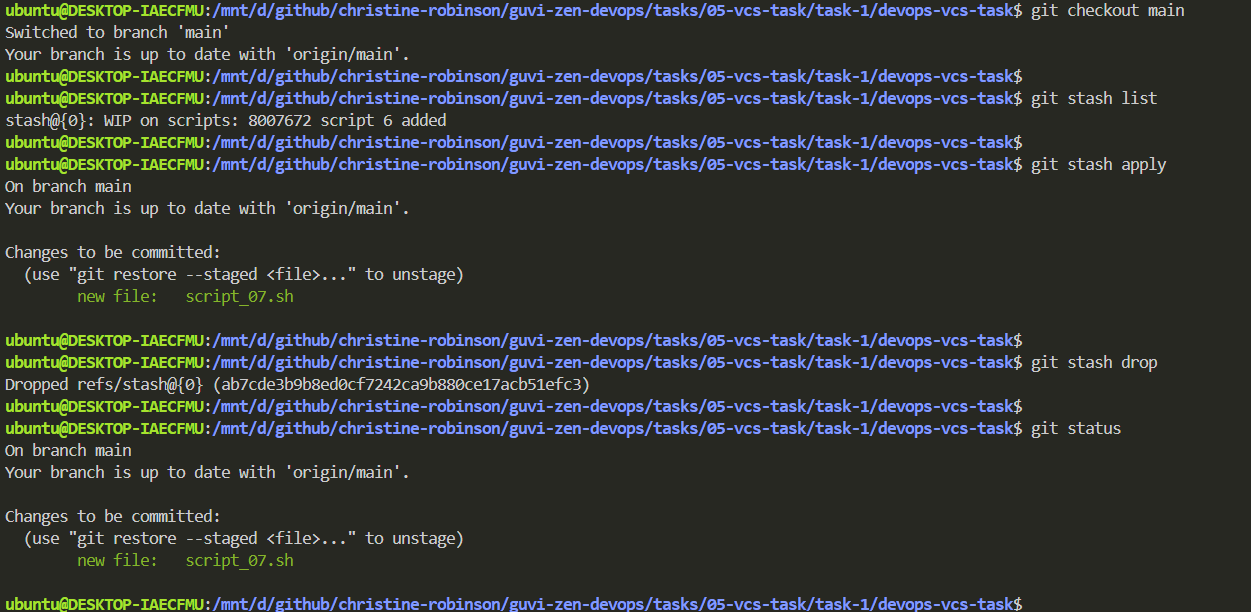 ubuntu@DESKTOP-IAECFMU:/mnt/d/github/christine-robinson/guvi-zen-devops/tasks/05-vcs-task/task-1/devops-vcs-task$ git checkout main
Switched to branch 'main'
Your branch is up to date with 'origin/main'.
ubuntu@DESKTOP-IAECFMU:/mnt/d/github/christine-robinson/guvi-zen-devops/tasks/05-vcs-task/task-1/devops-vcs-task$
ubuntu@DESKTOP-IAECFMU:/mnt/d/github/christine-robinson/guvi-zen-devops/tasks/05-vcs-task/task-1/devops-vcs-task$ git stash list
stash@{0}: WIP on scripts: 8007672 script 6 added
ubuntu@DESKTOP-IAECFMU:/mnt/d/github/christine-robinson/guvi-zen-devops/tasks/05-vcs-task/task-1/devops-vcs-task$
ubuntu@DESKTOP-IAECFMU:/mnt/d/github/christine-robinson/guvi-zen-devops/tasks/05-vcs-task/task-1/devops-vcs-task$ git stash apply
On branch main
Your branch is up to date with 'origin/main'.

Changes to be committed:
  (use "git restore --staged <file>..." to unstage)
        new file:   script_07.sh

ubuntu@DESKTOP-IAECFMU:/mnt/d/github/christine-robinson/guvi-zen-devops/tasks/05-vcs-task/task-1/devops-vcs-task$
ubuntu@DESKTOP-IAECFMU:/mnt/d/github/christine-robinson/guvi-zen-devops/tasks/05-vcs-task/task-1/devops-vcs-task$ git stash drop
Dropped refs/stash@{0} (ab7cde3b9b8ed0cf7242ca9b880ce17acb51efc3)
ubuntu@DESKTOP-IAECFMU:/mnt/d/github/christine-robinson/guvi-zen-devops/tasks/05-vcs-task/task-1/devops-vcs-task$
ubuntu@DESKTOP-IAECFMU:/mnt/d/github/christine-robinson/guvi-zen-devops/tasks/05-vcs-task/task-1/devops-vcs-task$ git status
On branch main
Your branch is up to date with 'origin/main'.

Changes to be committed:
  (use "git restore --staged <file>..." to unstage)
        new file:   script_07.sh

ubuntu@DESKTOP-IAECFMU:/mnt/d/github/christine-robinson/guvi-zen-devops/tasks/05-vcs-task/task-1/devops-vcs-task$